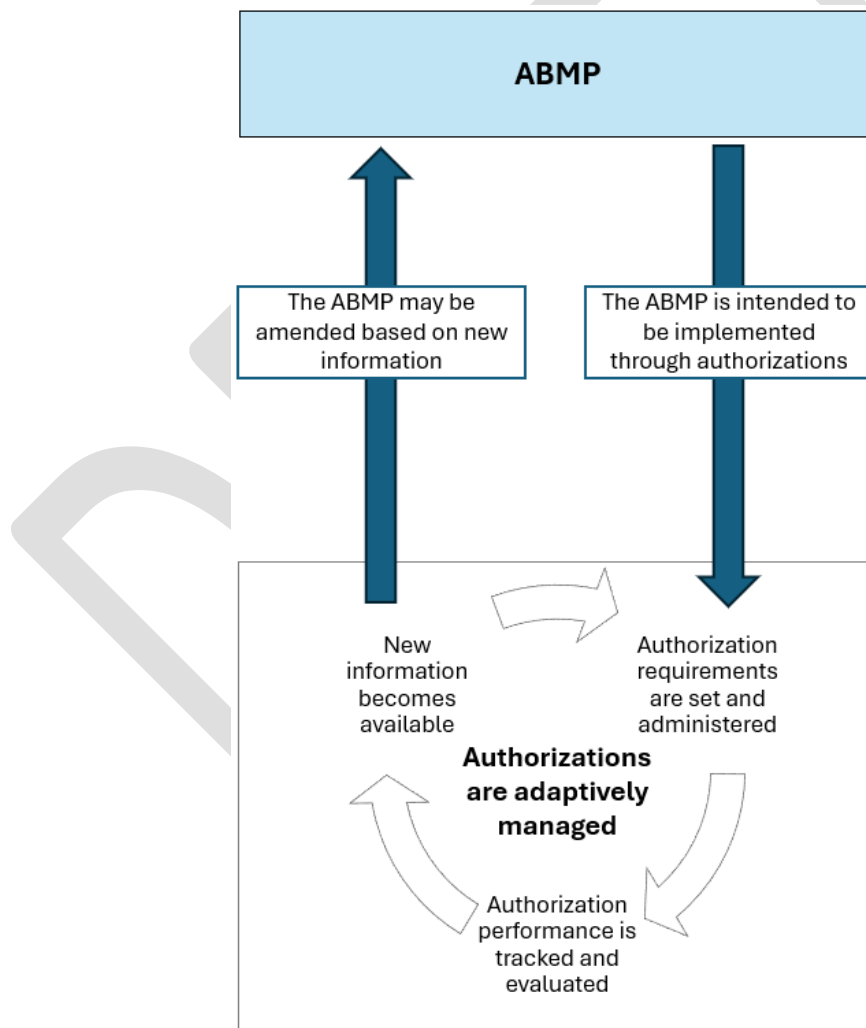 ABMP
The ABMP may be
amended based on new
information
The ABMP is intended to
be implemented
through authorizations
New
information
becomes
available
Authorization
requirements
are set and
administered
Authorizations
are adaptively
managed
Authorization
performance is
tracked and
evaluated